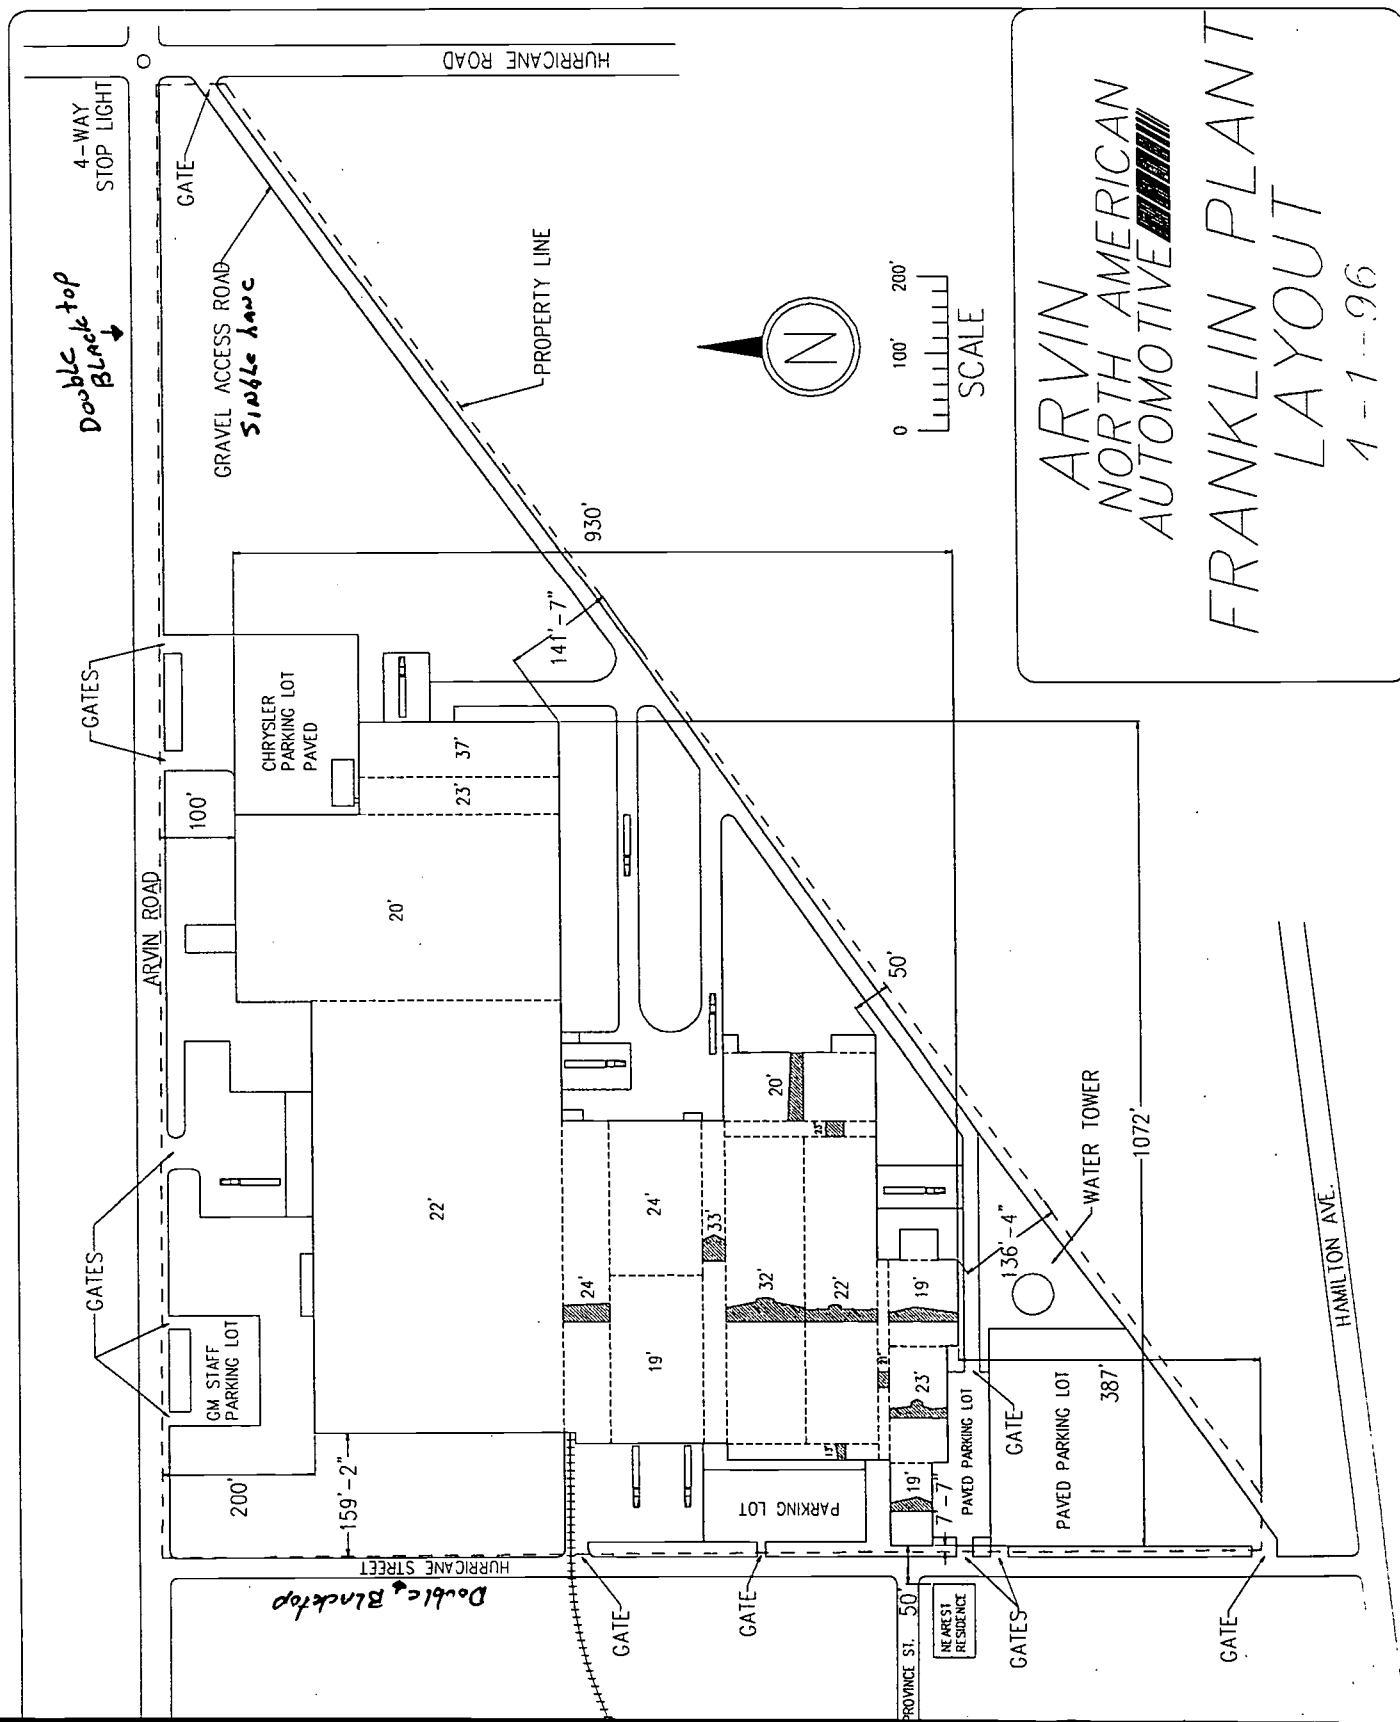 4-WAY
STOP LIGHT
HURRICANE ROAD
GATE
Double
BLACKtop
GRAVEL ACCESS ROAD
SINGLE LANE
PROPERTY LINE
N
0 100' 200'
SCALE
ARVIN
NORTH AMERICAN
AUTOMOTIVE
FRANKLIN PLANT
LAYOUT
1-1-96
930'
141'-7"
GATES
CHRYSLER
PARKING LOT
PAVED
37'
23'
100'
ARVIN ROAD
20'
50'
20'
23'
1072'
WATER TOWER
GATES
22'
24'
33'
24'
32'
22'
19'
136'-4"
HAMILTON AVE.
GM STAFF
PARKING LOT
19'
21'
23'
GATE
387'
PAVED PARKING LOT
PAVED PARKING LOT
200'
159'-2"
13'
19'
7'-7"
PARKING LOT
HURRICANE STREET
Double Blacktop
GATE
GATE
PROVINCE ST.
50'
NEAREST
RESIDENCE
GATES
GATE